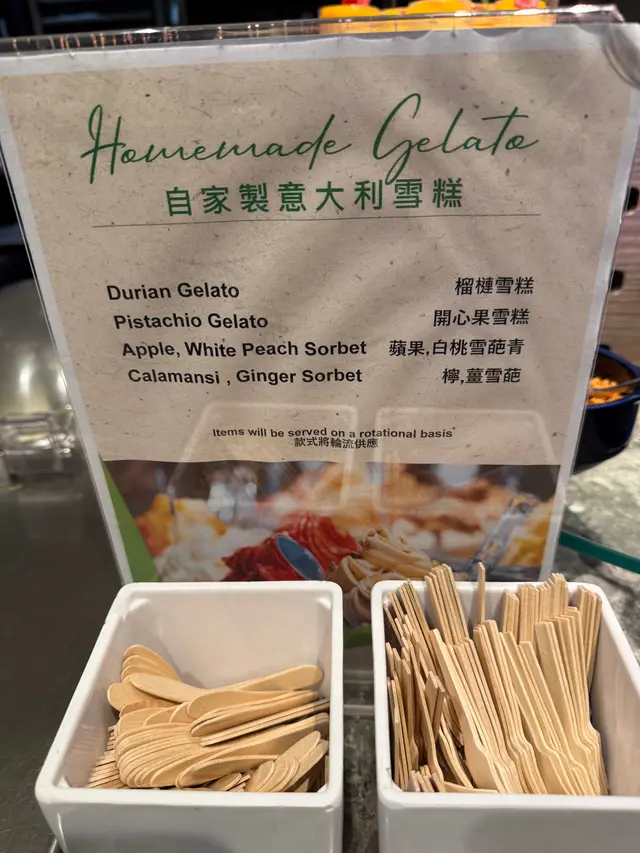 Homemade Gelato
自家製意大利雪糕
Durian Gelato 榴槤雪糕
Pistachio Gelato 開心果雪糕
Apple, White Peach Sorbet 蘋果,白桃雪葩青
Calamansi , Ginger Sorbet 檸,薑雪葩
Items will be served on a rotational basis
款式將輪流供應